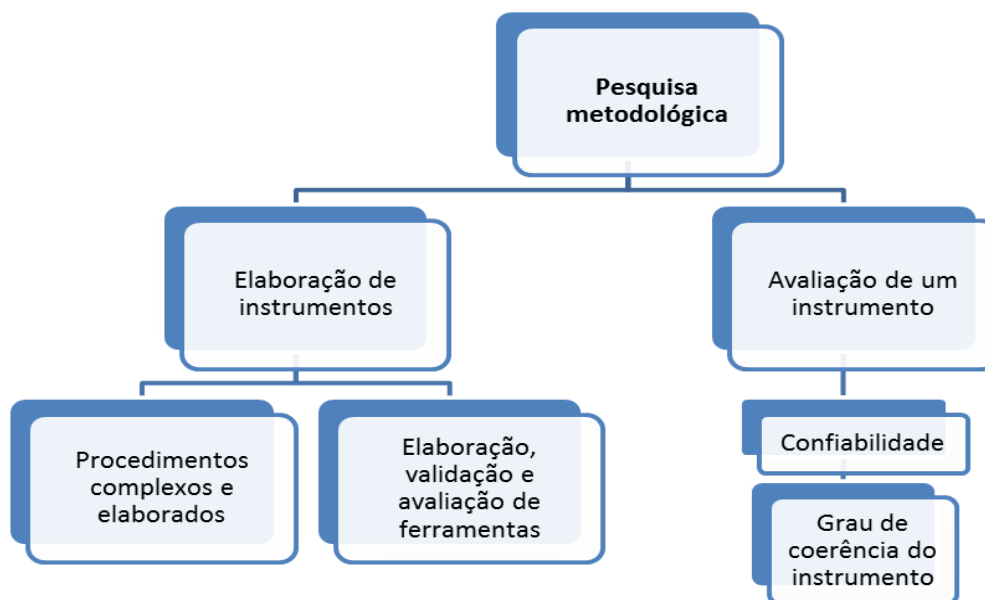 Pesquisa
metodológica
Elaboração de
instrumentos
Avaliação de um
instrumento
Procedimentos
complexos e
elaborados
Elaboração,
validação e
avaliação de
ferramentas
Confiabilidade
Grau de
coerência do
instrumento